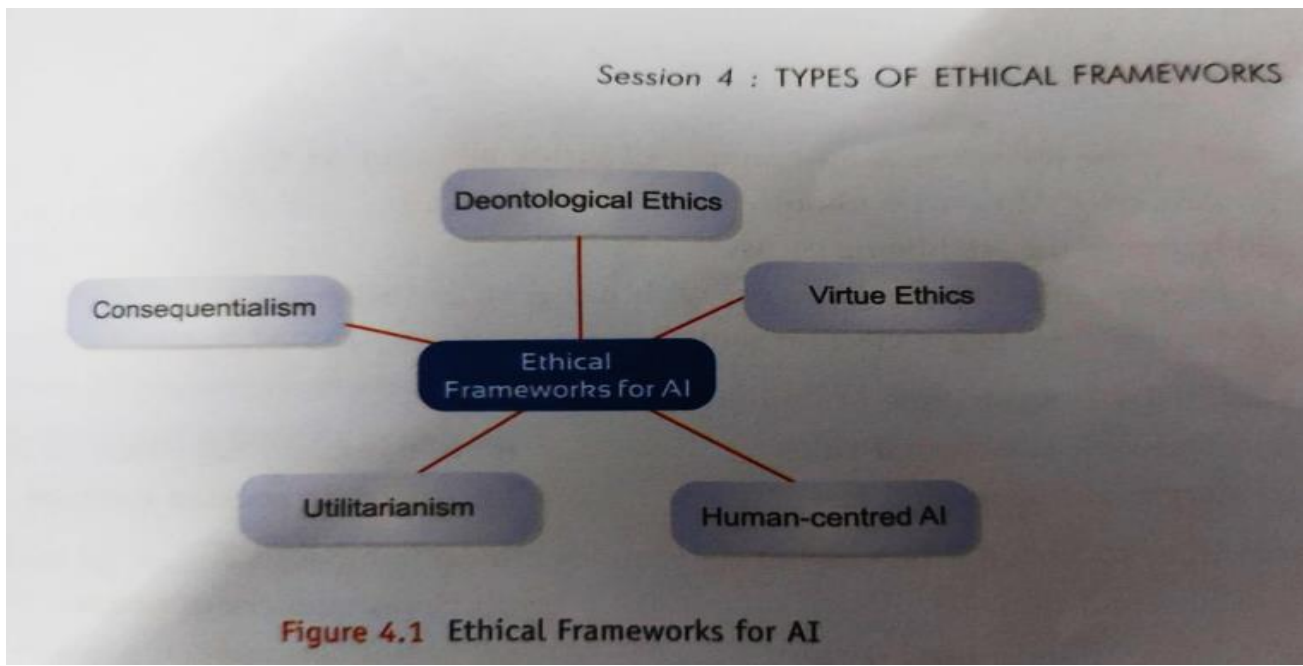 Session 4 : TYPES OF ETHICAL FRAMEWORKS
Deontological Ethics
Consequentialism
Virtue Ethics
Ethical
Frameworks for AI
Utilitarianism
Human-centred AI
Figure 4.1 Ethical Frameworks for AI